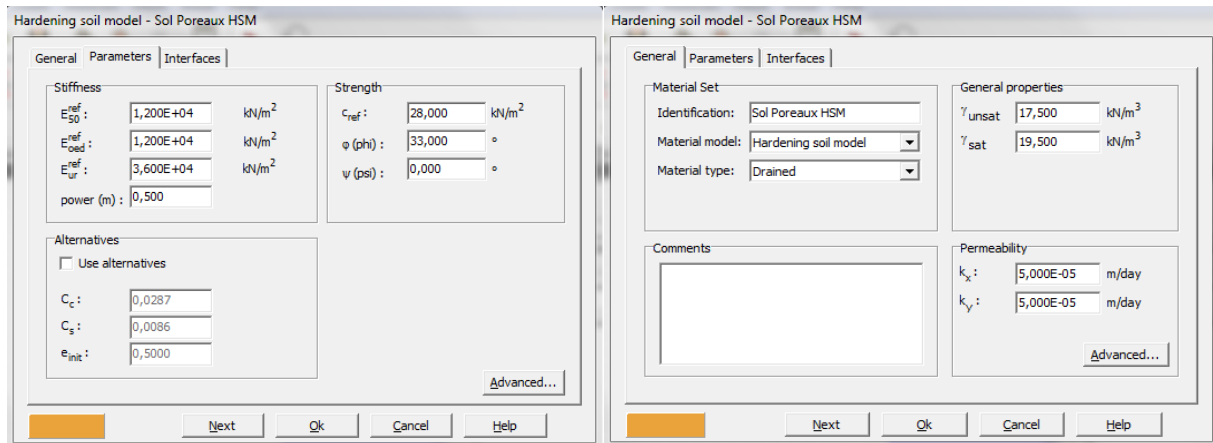 Hardening soil model - Sol Poreaux HSM
General Parameters Interfaces
Stiffness
E50ref : 1,200E+04 kN/m2
Eoedref : 1,200E+04 kN/m2
Eurref : 3,600E+04 kN/m2
power (m) : 0,500
Strength
cref : 28,000 kN/m2
φ (phi) : 33,000 °
ψ (psi) : 0,000 °
Alternatives
Use alternatives
Cc : 0,0287
Cs : 0,0086
einit : 0,5000
Advanced...
Next Ok Cancel Help
Hardening soil model - Sol Poreaux HSM
General Parameters Interfaces
Material Set
Identification: Sol Poreaux HSM
Material model: Hardening soil model
Material type: Drained
General properties
γunsat 17,500 kN/m3
γsat 19,500 kN/m3
Comments
Permeability
kx : 5,000E-05 m/day
ky : 5,000E-05 m/day
Advanced...
Next Ok Cancel Help